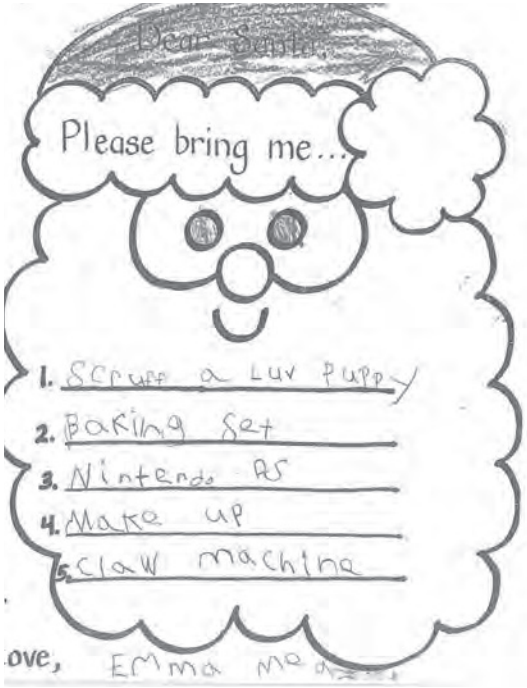 Dear Santa,
Please bring me...
1. Scruff a Luv Puppy
2. Baking Set
3. Nintendo DS
4. Make up
5. Claw machine
ove, Emma